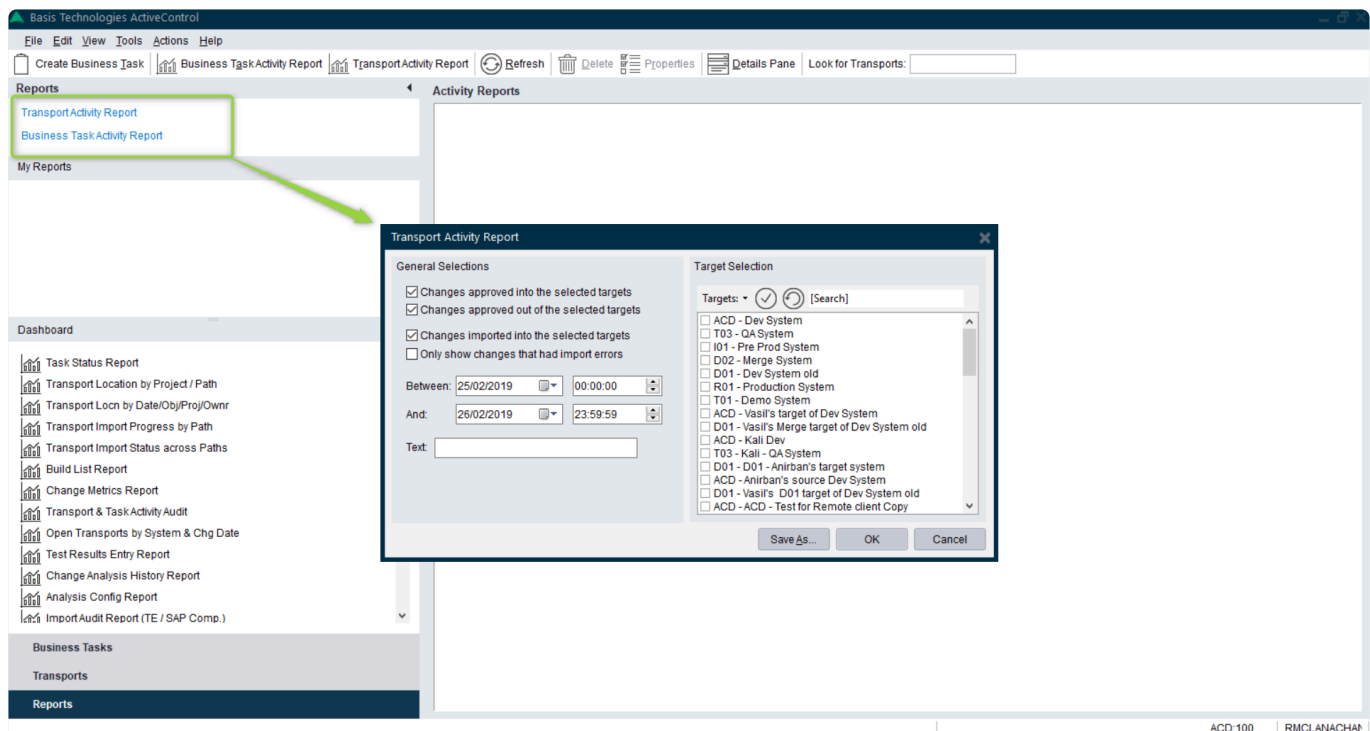 Basis Technologies ActiveControl
File Edit View Tools Actions Help
Create Business Task Business Task Activity Report Transport Activity Report Refresh Delete Properties Details Pane Look for Transports:
Reports
Transport Activity Report
Business Task Activity Report
My Reports
Dashboard
Task Status Report
Transport Location by Project / Path
Transport Locn by Date/Obj/Proj/Ownr
Transport Import Progress by Path
Transport Import Status across Paths
Build List Report
Change Metrics Report
Transport & Task Activity Audit
Open Transports by System & Chg Date
Test Results Entry Report
Change Analysis History Report
Analysis Config Report
Import Audit Report (TE / SAP Comp.)
Business Tasks
Transports
Reports
Activity Reports
Transport Activity Report
General Selections
Changes approved into the selected targets
Changes approved out of the selected targets
Changes imported into the selected targets
Only show changes that had import errors
Between: 25/02/2019 00:00:00
And: 26/02/2019 23:59:59
Text:
Target Selection
Targets: [Search]
ACD - Dev System
T03 - QA System
I01 - Pre Prod System
D02 - Merge System
D01 - Dev System old
R01 - Production System
T01 - Demo System
ACD - Vasil's target of Dev System
D01 - Vasil's Merge target of Dev System old
ACD - Kali Dev
T03 - Kali - QA System
D01 - D01 - Anirban's target system
ACD - Anirban's source Dev System
D01 - Vasil's D01 target of Dev System old
ACD - ACD - Test for Remote client Copy
Save As... OK Cancel
ACD:100 RMCLANACHAN